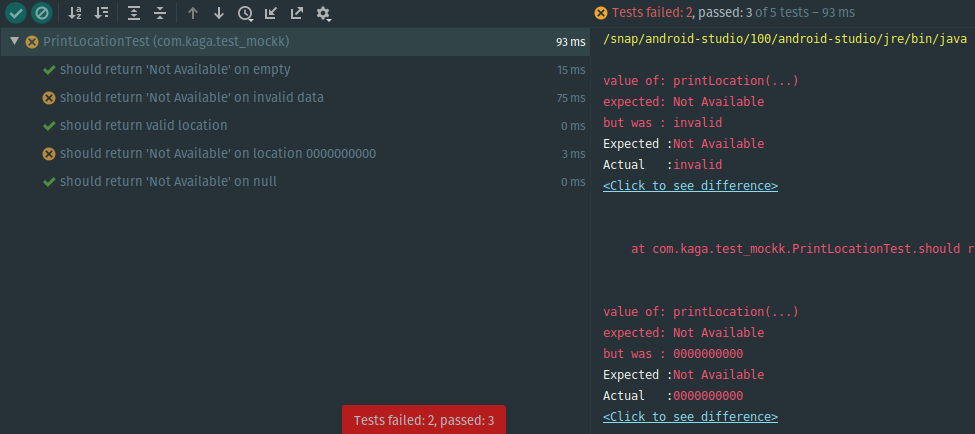 Tests failed: 2, passed: 3 of 5 tests – 93 ms
PrintLocationTest (com.kaga.test_mockk) 93 ms
should return 'Not Available' on empty 15 ms
should return 'Not Available' on invalid data 75 ms
should return valid location 0 ms
should return 'Not Available' on location 0000000000 3 ms
should return 'Not Available' on null 0 ms
Tests failed: 2, passed: 3
/snap/android-studio/100/android-studio/jre/bin/java
value of: printLocation(...)
expected: Not Available
but was : invalid
Expected :Not Available
Actual   :invalid
<Click to see difference>
at com.kaga.test_mockk.PrintLocationTest.should r
value of: printLocation(...)
expected: Not Available
but was : 0000000000
Expected :Not Available
Actual   :0000000000
<Click to see difference>